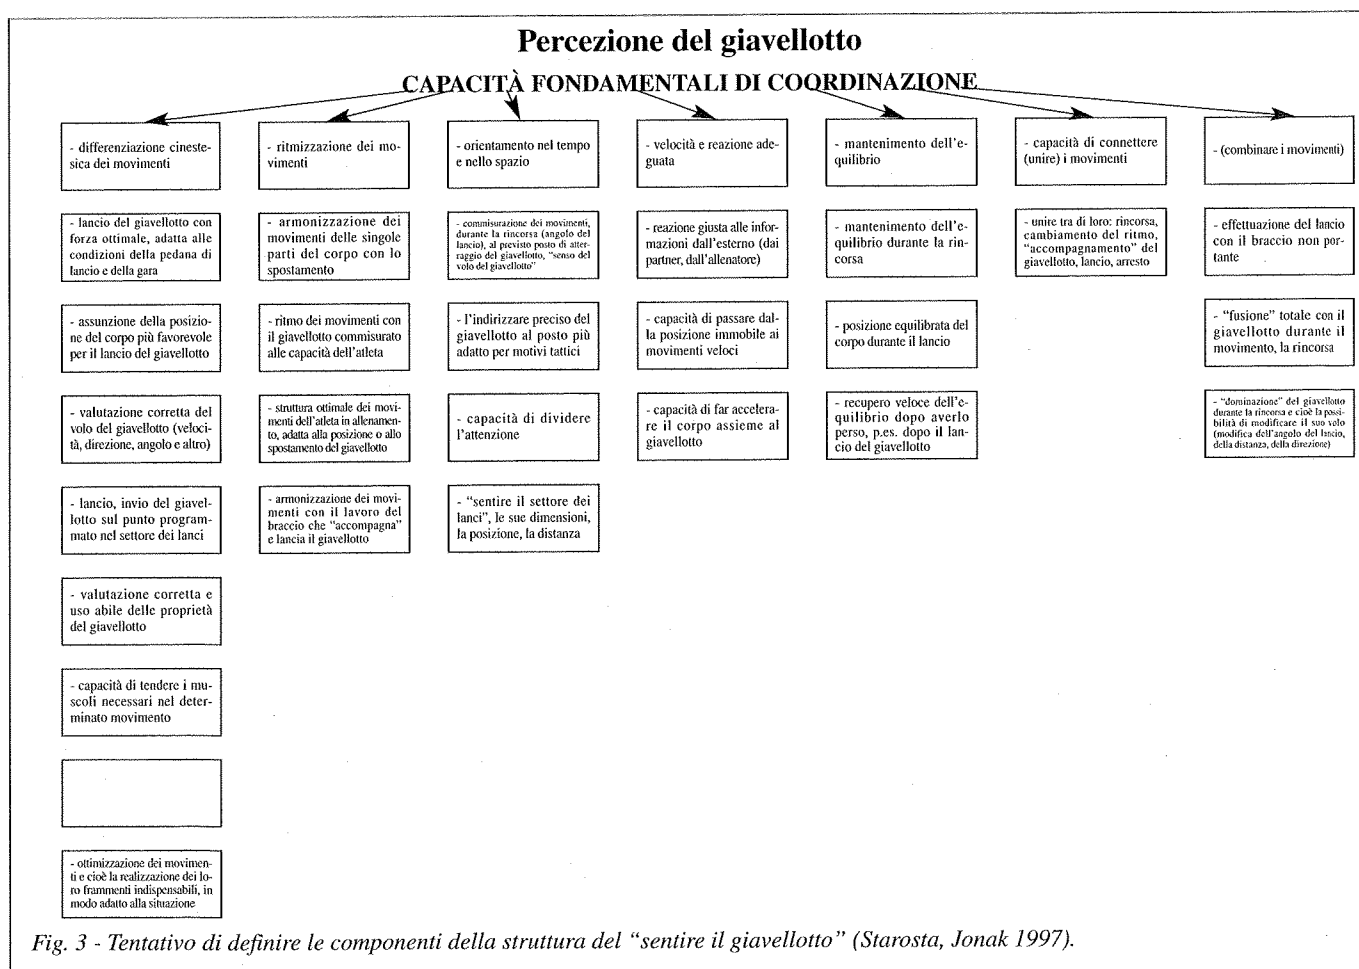 Percezione del giavellotto
CAPACITÀ FONDAMENTALI DI COORDINAZIONE
- differenziazione cineste-
sica dei movimenti
- ritmizzazione dei mo-
vimenti
- orientamento nel tempo
e nello spazio
- velocità e reazione ade-
guata
- mantenimento dell'e-
quilibrio
- capacità di connettere
(unire) i movimenti
- (combinare i movimenti)
- lancio del giavellotto con
forza ottimale, adatta alle
condizioni della pedana di
lancio e della gara
- armonizzazione dei
movimenti delle singole
parti del corpo con lo
spostamento
- commisurazione dei movimenti,
durante la rincorsa (angolo del
lancio), al previsto posto di atter-
raggio del giavellotto, "senso del
volo del giavellotto"
- reazione giusta alle infor-
mazioni dall'esterno (dai
partner, dall'allenatore)
- mantenimento dell'e-
quilibrio durante la rin-
corsa
- unire tra di loro: rincorsa,
cambiamento del ritmo,
"accompagnamento" del
giavellotto, lancio, arresto
- effettuazione del lancio
con il braccio non por-
tante
- assunzione della posizio-
ne del corpo più favorevole
per il lancio del giavellotto
- ritmo dei movimenti con
il giavellotto commisurato
alle capacità dell'atleta
- l'indirizzare preciso del
giavellotto al posto più
adatto per motivi tattici
- capacità di passare dal-
la posizione immobile ai
movimenti veloci
- posizione equilibrata del
corpo durante il lancio
- "fusione" totale con il
giavellotto durante il
movimento, la rincorsa
- valutazione corretta del
volo del giavellotto (veloci-
tà, direzione, angolo e altro)
- struttura ottimale dei movi-
menti dell'atleta in allenamen-
to, adatta alla posizione o allo
spostamento del giavellotto
- capacità di dividere
l'attenzione
- capacità di far accelera-
re il corpo assieme al
giavellotto
- recupero veloce dell'e-
quilibrio dopo averlo
perso, p.es. dopo il lan-
cio del giavellotto
- "dominazione" del giavellotto
durante la rincorsa e cioè la possi-
bilità di modificare il suo volo
(modifica dell'angolo del lancio,
della distanza, della direzione)
- lancio, invio del giavel-
lotto sul punto program-
mato nel settore dei lanci
- armonizzazione dei movi-
menti con il lavoro del
braccio che "accompagna"
e lancia il giavellotto
- "sentire il settore dei
lanci", le sue dimensioni,
la posizione, la distanza
- valutazione corretta e
uso abile delle proprietà
del giavellotto
- capacità di tendere i mu-
scoli necessari nel deter-
minato movimento
- ottimizzazione dei movimen-
ti e cioè la realizzazione dei lo-
ro frammenti indispensabili, in
modo adatto alla situazione
Fig. 3 - Tentativo di definire le componenti della struttura del "sentire il giavellotto" (Starosta, Jonak 1997).